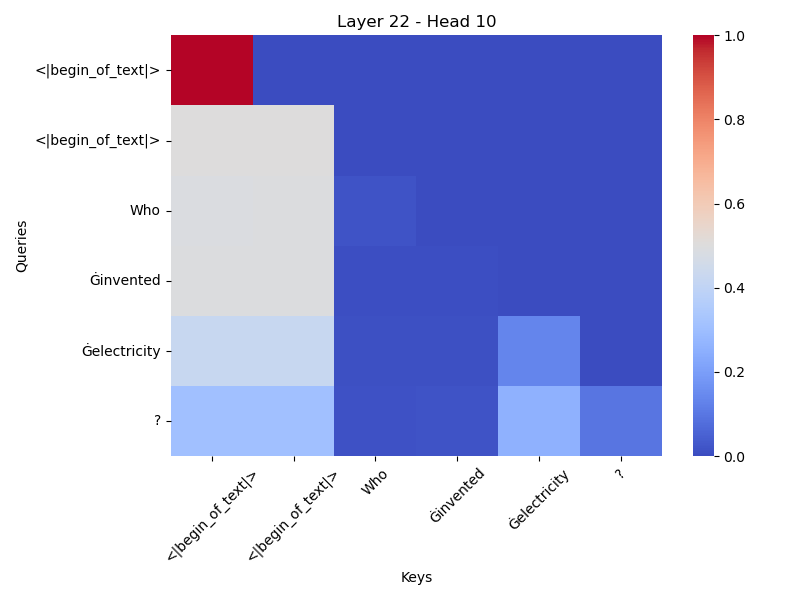 Layer 22 - Head 10
<|begin_of_text|>
<|begin_of_text|>
Who
Ġinvented
Ġelectricity
?
Queries
<|begin_of_text|>
<|begin_of_text|>
Who
Ġinvented
Ġelectricity
?
Keys
1.0
0.8
0.6
0.4
0.2
0.0